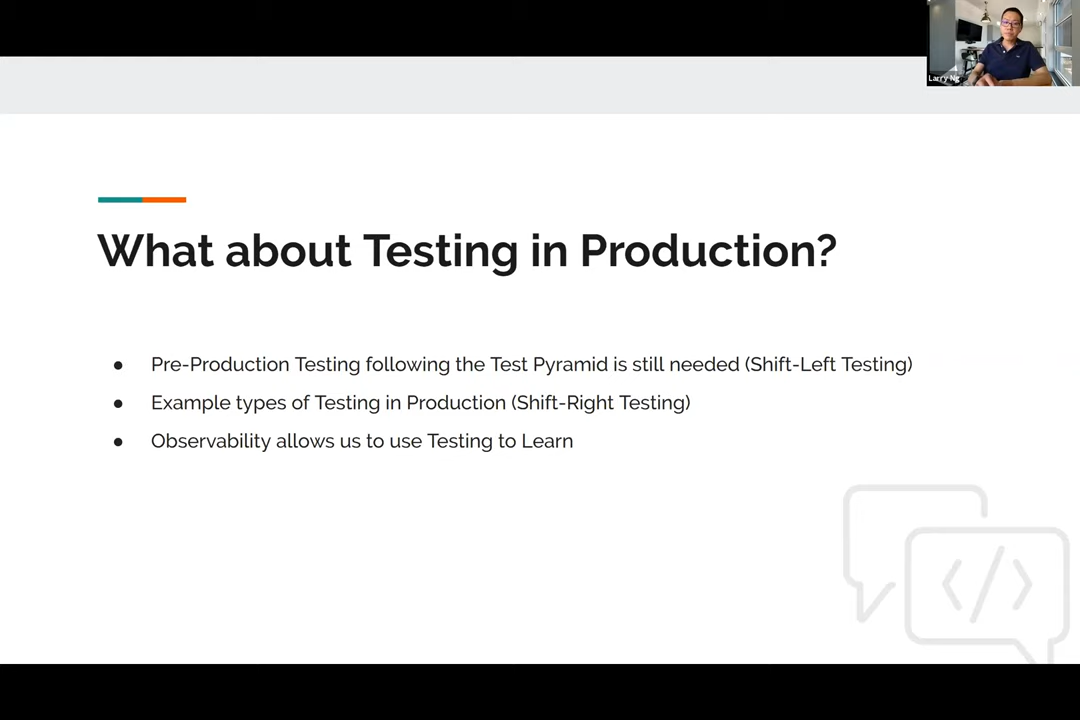 Larry Ng
What about Testing in Production?
● Pre-Production Testing following the Test Pyramid is still needed (Shift-Left Testing)
● Example types of Testing in Production (Shift-Right Testing)
● Observability allows us to use Testing to Learn
</>